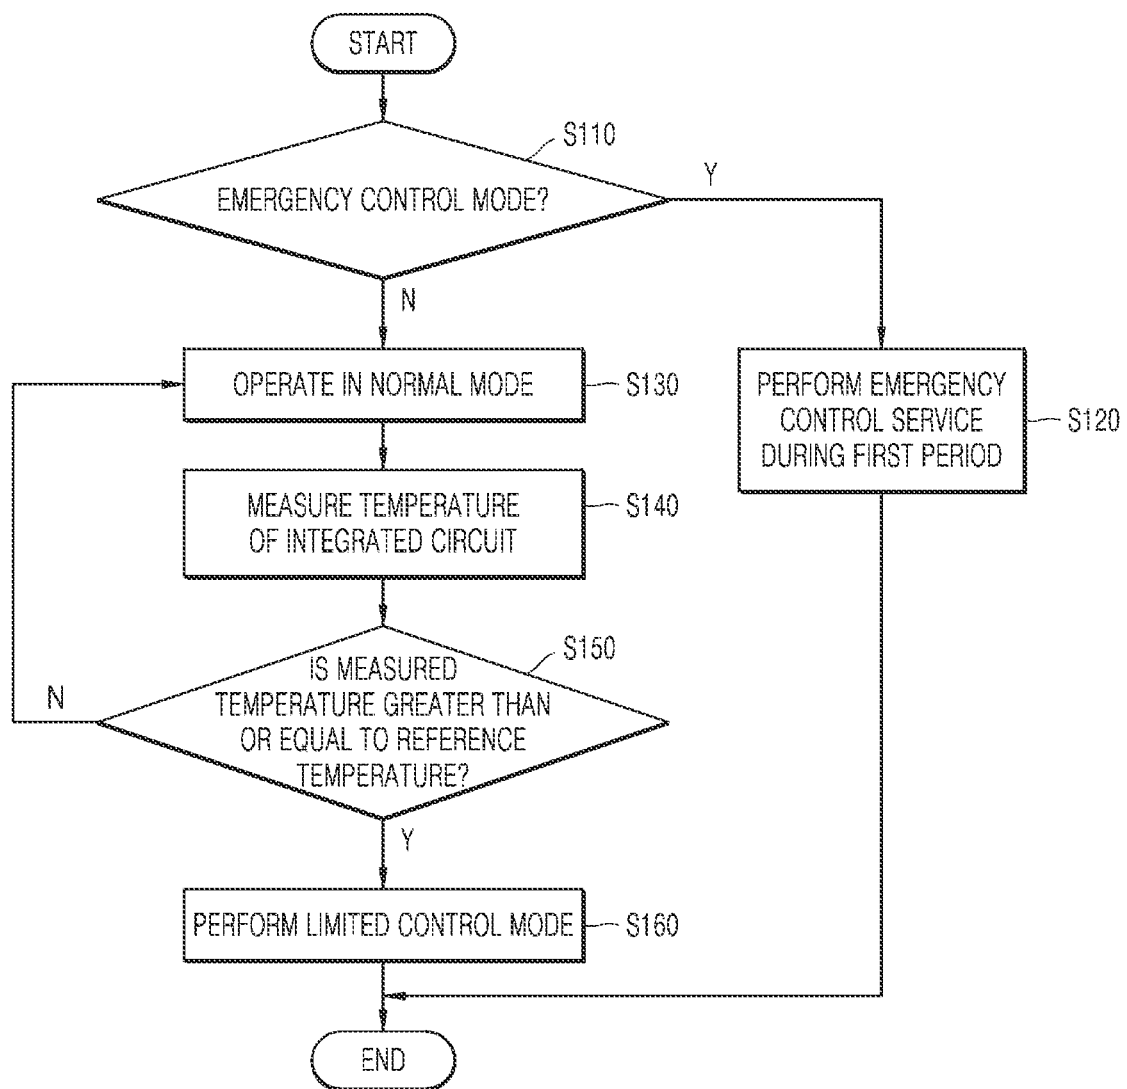 START
S110
EMERGENCY CONTROL MODE?
Y
N
OPERATE IN NORMAL MODE
S130
PERFORM EMERGENCY
CONTROL SERVICE
DURING FIRST PERIOD
S120
MEASURE TEMPERATURE
OF INTEGRATED CIRCUIT
S140
S150
IS MEASURED
TEMPERATURE GREATER THAN
OR EQUAL TO REFERENCE
TEMPERATURE?
N
Y
PERFORM LIMITED CONTROL MODE
S160
END